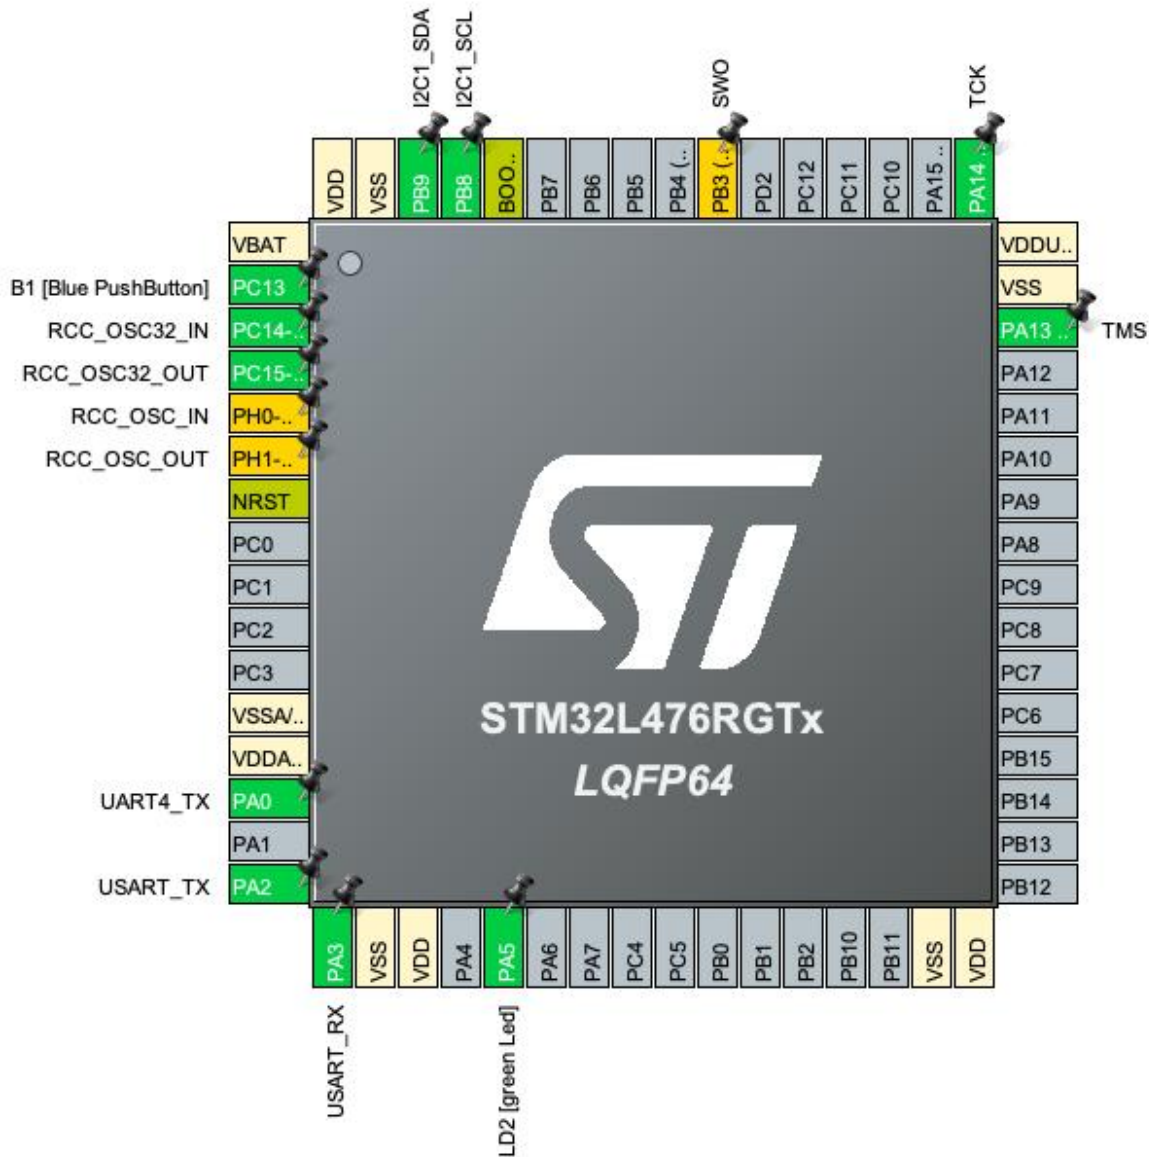 I2C1_SDA
I2C1_SCL
SWO
TCK
VDD
VSS
PB9
PB8
BOO..
PB7
PB6
PB5
PB4 (..
PB3 (..
PD2
PC12
PC11
PC10
PA15 ..
PA14 ..
VBAT
B1 [Blue PushButton] PC13
RCC_OSC32_IN PC14-..
RCC_OSC32_OUT PC15-..
RCC_OSC_IN PH0-..
RCC_OSC_OUT PH1-..
NRST
PC0
PC1
PC2
PC3
VSSA/..
VDDA..
UART4_TX PA0
PA1
USART_TX PA2
ST
STM32L476RGTx
LQFP64
VDDU..
VSS
PA13 .. TMS
PA12
PA11
PA10
PA9
PA8
PC9
PC8
PC7
PC6
PB15
PB14
PB13
PB12
PA3
VSS
VDD
PA4
PA5
PA6
PA7
PC4
PC5
PB0
PB1
PB2
PB10
PB11
VSS
VDD
USART_RX
LD2 [green Led]